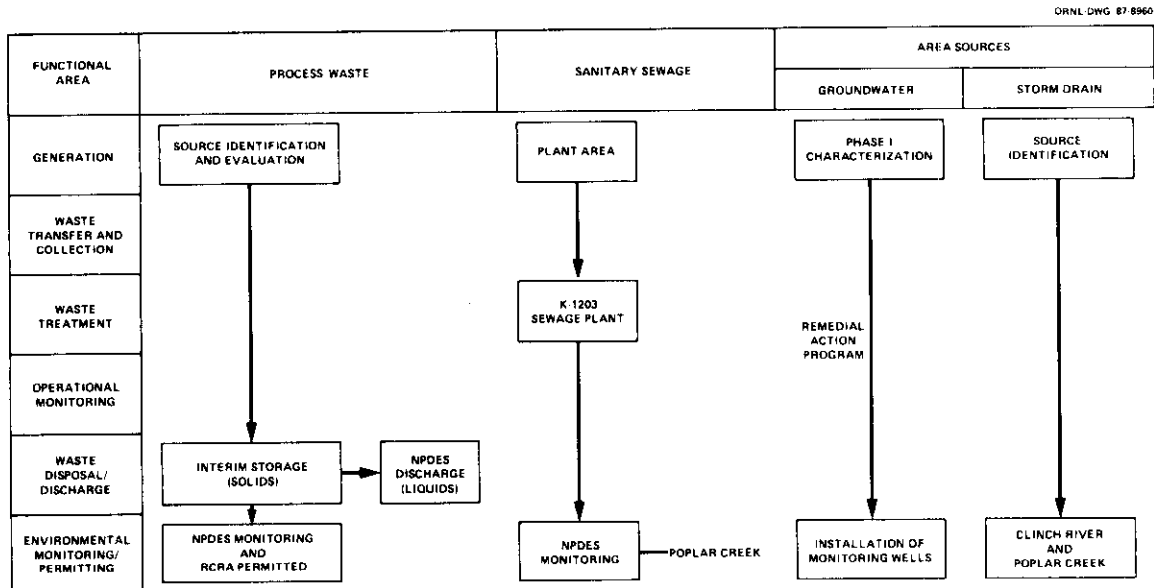 ORNL-DWG 87-8960
FUNCTIONAL
AREA
PROCESS WASTE
SANITARY SEWAGE
AREA SOURCES
GROUNDWATER
STORM DRAIN
GENERATION
SOURCE IDENTIFICATION
AND EVALUATION
PLANT AREA
PHASE I
CHARACTERIZATION
SOURCE
IDENTIFICATION
WASTE
TRANSFER AND
COLLECTION
WASTE
TREATMENT
K-1203
SEWAGE PLANT
REMEDIAL
ACTION
PROGRAM
OPERATIONAL
MONITORING
WASTE
DISPOSAL/
DISCHARGE
INTERIM STORAGE
(SOLIDS)
NPDES
DISCHARGE
(LIQUIDS)
ENVIRONMENTAL
MONITORING/
PERMITTING
NPDES MONITORING
AND
RCRA PERMITTED
NPDES
MONITORING
POPLAR CREEK
INSTALLATION OF
MONITORING WELLS
CLINCH RIVER
AND
POPLAR CREEK